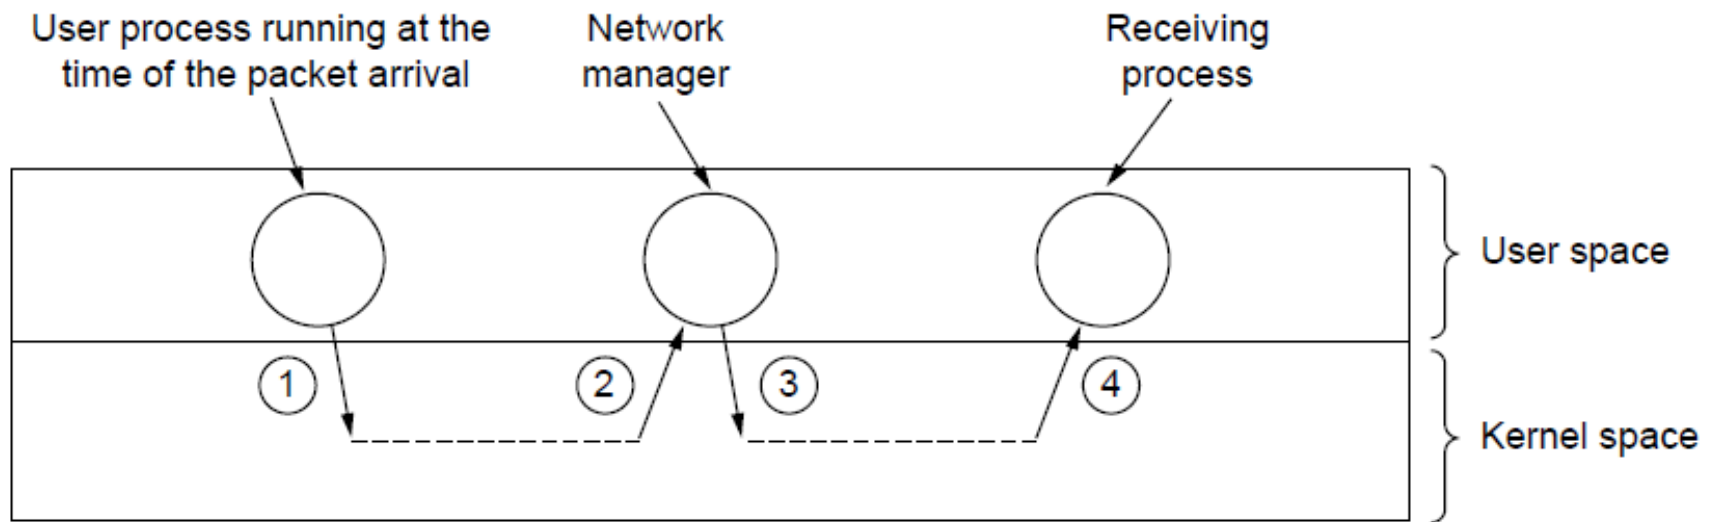 User process running at the
time of the packet arrival
Network
manager
Receiving
process
User space
1
2
3
4
Kernel space